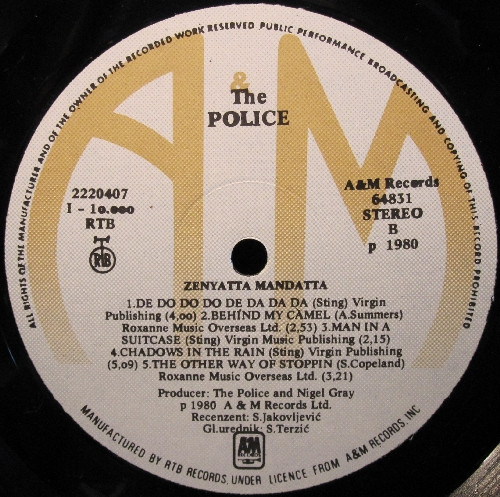 ALL RIGHTS OF THE MANUFACTURER AND OF THE OWNER OF THE RECORDED WORK RESERVED PUBLIC PERFORMANCE BROADCASTING AND COPYING OF THIS RECORD PROHIBITED
&
The
POLICE
2220407
I - 10.000
RTB
RTB
A&M Records
64831
STEREO
B
p 1980
ZENYATTA MANDATTA
1.DE DO DO DO DE DA DA DA (Sting) Virgin
Publishing (4,00) 2.BEHIND MY CAMEL (A.Summers)
Roxanne Music Overseas Ltd. (2,53) 3.MAN IN A
SUITCASE (Sting) Virgin Music Publishing (2,15)
4.CHADOWS IN THE RAIN (Sting) Virgin Publishing
(5,09) 5.THE OTHER WAY OF STOPPIN (S.Copeland)
Roxanne Music Overseas Ltd. (3,21)
Producer: The Police and Nigel Gray
p 1980 A & M Records Ltd.
Recenzent: S.Jakovljević
Gl.urednik: S.Terzić
A&M
RECORDS
MANUFACTURED BY RTB RECORDS, UNDER LICENCE FROM A&M RECORDS, INC